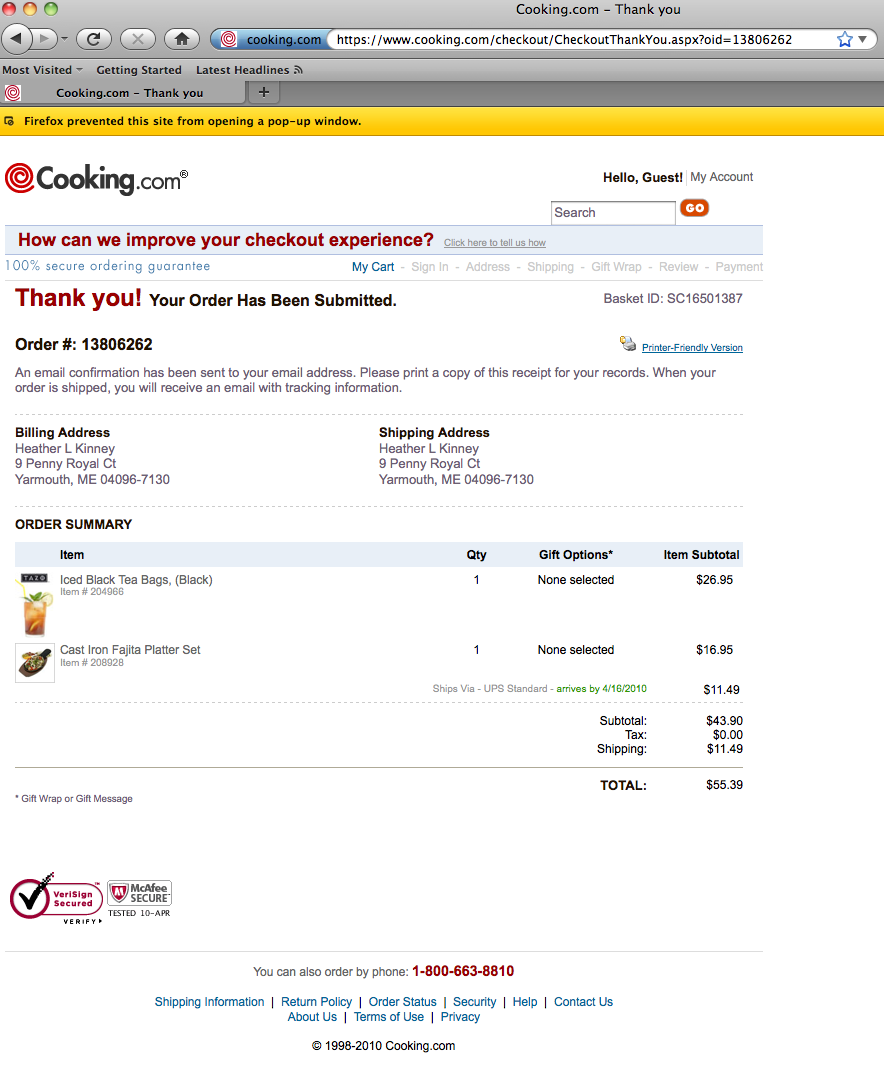 Cooking.com – Thank you
cooking.com https://www.cooking.com/checkout/CheckoutThankYou.aspx?oid=13806262
Most Visited Getting Started Latest Headlines
Cooking.com – Thank you +
Firefox prevented this site from opening a pop-up window.
Cooking.com®
Hello, Guest! My Account
Search GO
How can we improve your checkout experience? Click here to tell us how
100% secure ordering guarantee
My Cart - Sign In - Address - Shipping - Gift Wrap - Review - Payment
Thank you! Your Order Has Been Submitted.
Basket ID: SC16501387
Order #: 13806262
Printer-Friendly Version
An email confirmation has been sent to your email address. Please print a copy of this receipt for your records. When your
order is shipped, you will receive an email with tracking information.
Billing Address Shipping Address
Heather L Kinney Heather L Kinney
9 Penny Royal Ct 9 Penny Royal Ct
Yarmouth, ME 04096-7130 Yarmouth, ME 04096-7130
ORDER SUMMARY
Item Qty Gift Options* Item Subtotal
TAZO
Iced Black Tea Bags, (Black) 1 None selected $26.95
Item # 204966
Cast Iron Fajita Platter Set 1 None selected $16.95
Item # 208928
Ships Via - UPS Standard - arrives by 4/16/2010 $11.49
Subtotal: $43.90
Tax: $0.00
Shipping: $11.49
TOTAL: $55.39
* Gift Wrap or Gift Message
VeriSign Secured™
VERIFY
McAfee SECURE™
TESTED 10-APR
You can also order by phone: 1-800-663-8810
Shipping Information | Return Policy | Order Status | Security | Help | Contact Us
About Us | Terms of Use | Privacy
© 1998-2010 Cooking.com